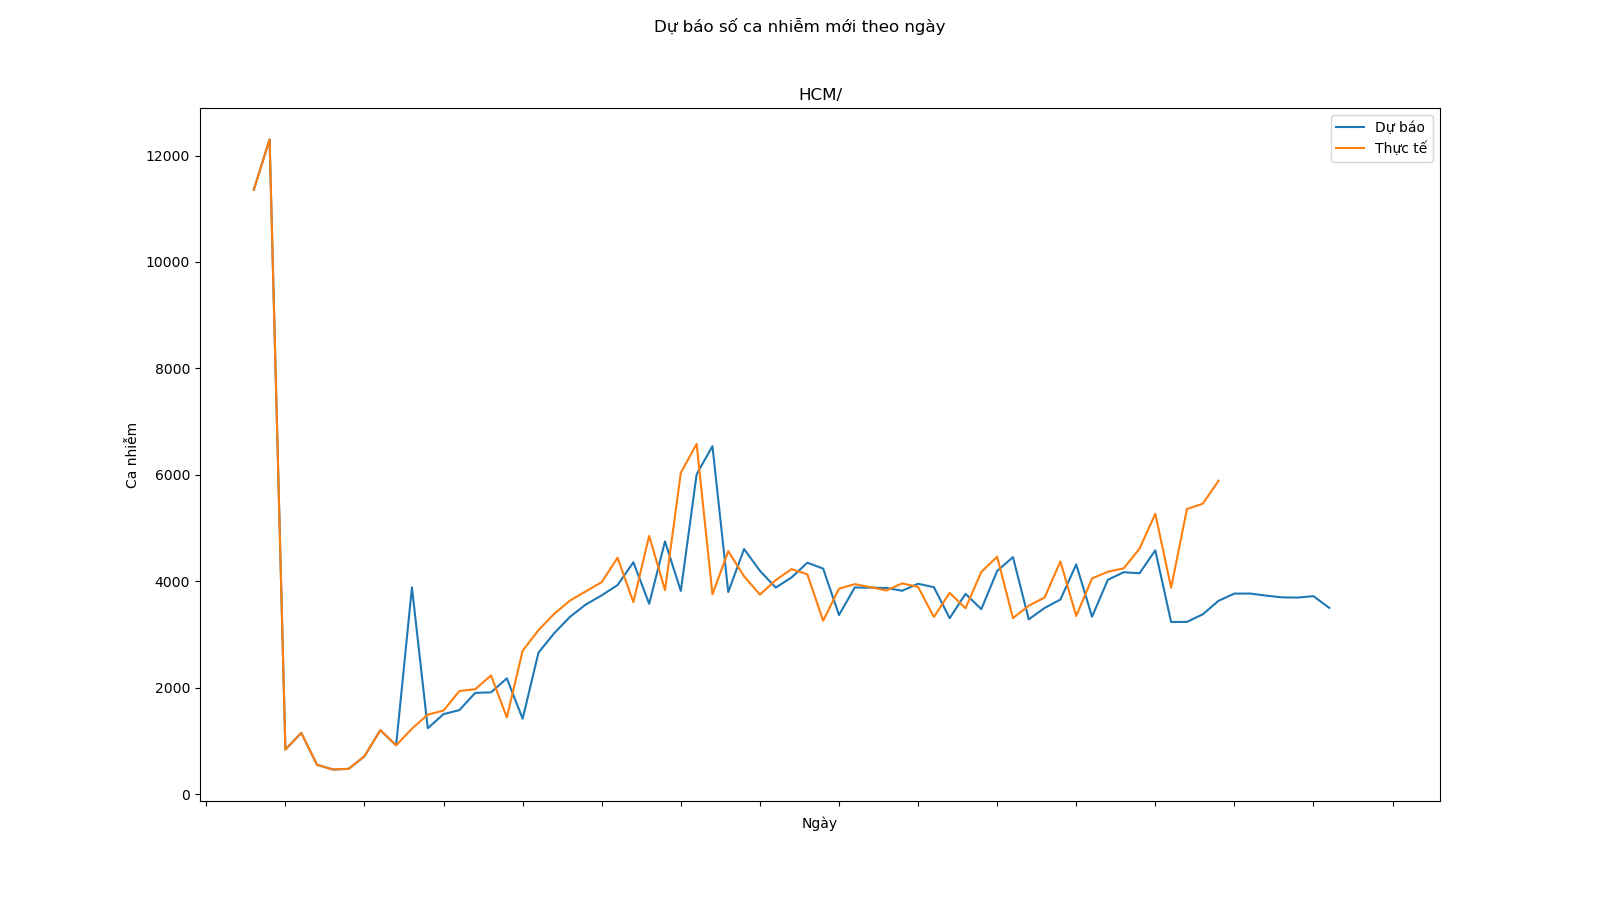 Dự báo số ca nhiễm mới theo ngày
HCM/
Dự báo
Thực tế
12000
10000
8000
6000
4000
2000
0
Ca nhiễm
Ngày